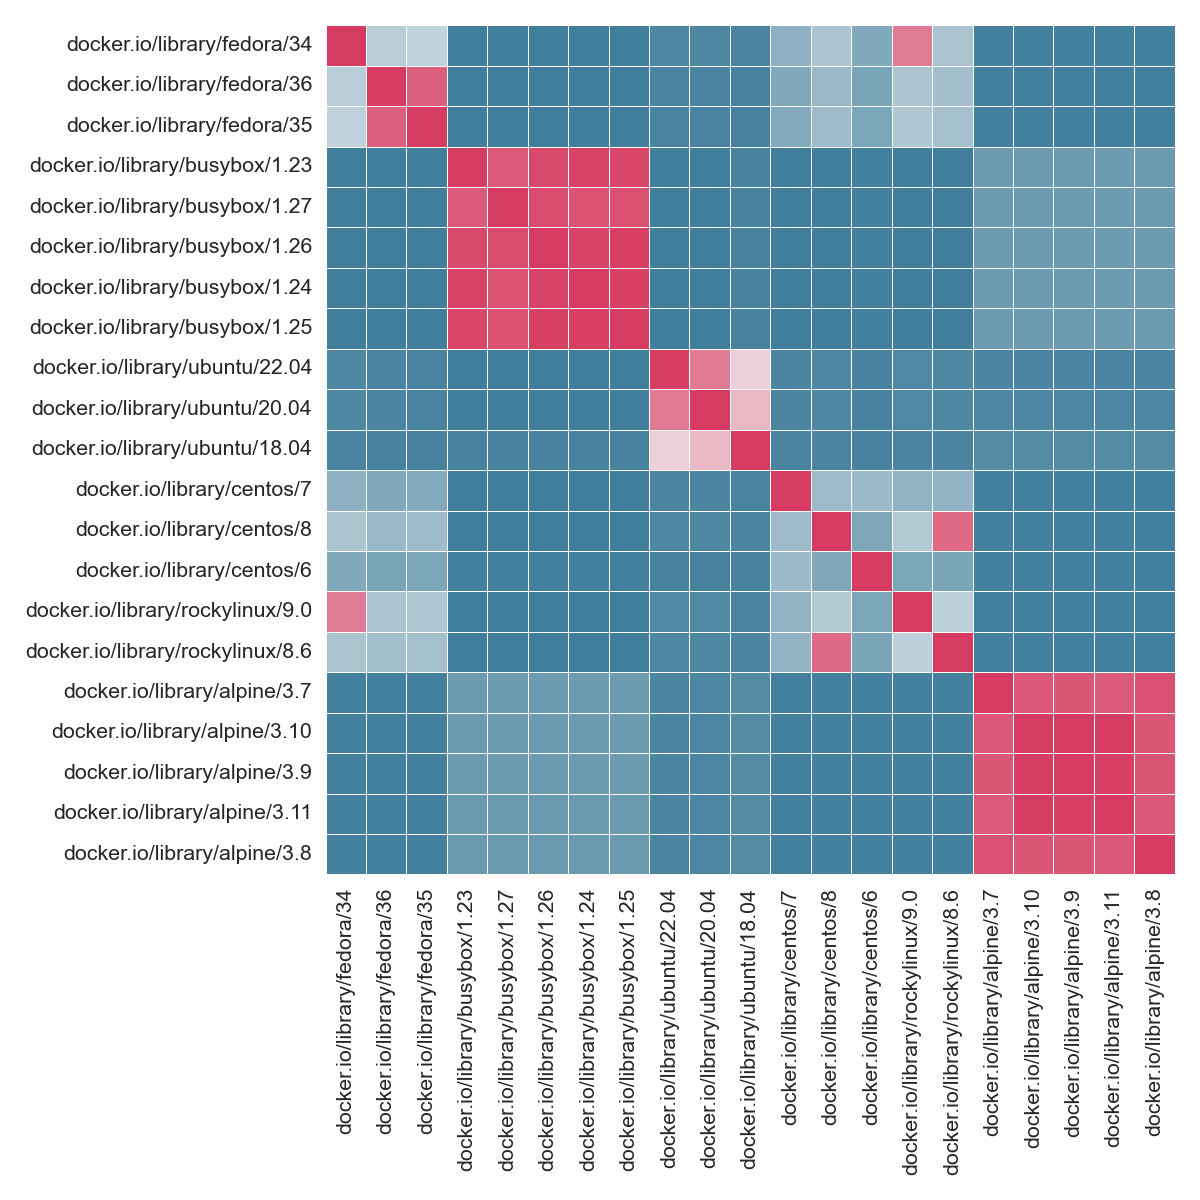 docker.io/library/fedora/34
docker.io/library/fedora/36
docker.io/library/fedora/35
docker.io/library/busybox/1.23
docker.io/library/busybox/1.27
docker.io/library/busybox/1.26
docker.io/library/busybox/1.24
docker.io/library/busybox/1.25
docker.io/library/ubuntu/22.04
docker.io/library/ubuntu/20.04
docker.io/library/ubuntu/18.04
docker.io/library/centos/7
docker.io/library/centos/8
docker.io/library/centos/6
docker.io/library/rockylinux/9.0
docker.io/library/rockylinux/8.6
docker.io/library/alpine/3.7
docker.io/library/alpine/3.10
docker.io/library/alpine/3.9
docker.io/library/alpine/3.11
docker.io/library/alpine/3.8
docker.io/library/fedora/34
docker.io/library/fedora/36
docker.io/library/fedora/35
docker.io/library/busybox/1.23
docker.io/library/busybox/1.27
docker.io/library/busybox/1.26
docker.io/library/busybox/1.24
docker.io/library/busybox/1.25
docker.io/library/ubuntu/22.04
docker.io/library/ubuntu/20.04
docker.io/library/ubuntu/18.04
docker.io/library/centos/7
docker.io/library/centos/8
docker.io/library/centos/6
docker.io/library/rockylinux/9.0
docker.io/library/rockylinux/8.6
docker.io/library/alpine/3.7
docker.io/library/alpine/3.10
docker.io/library/alpine/3.9
docker.io/library/alpine/3.11
docker.io/library/alpine/3.8